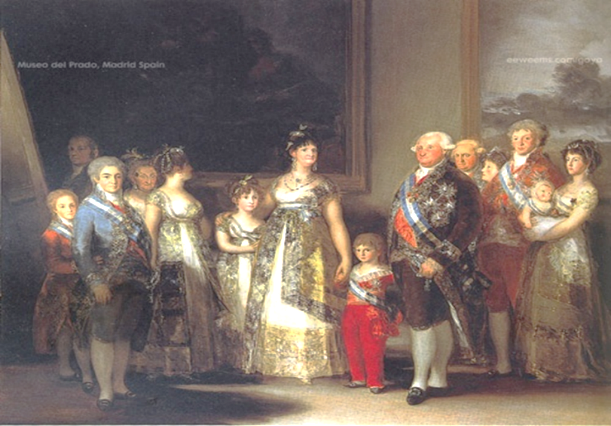 Museo del Prado, Madrid Spain
eeweems.com/goya